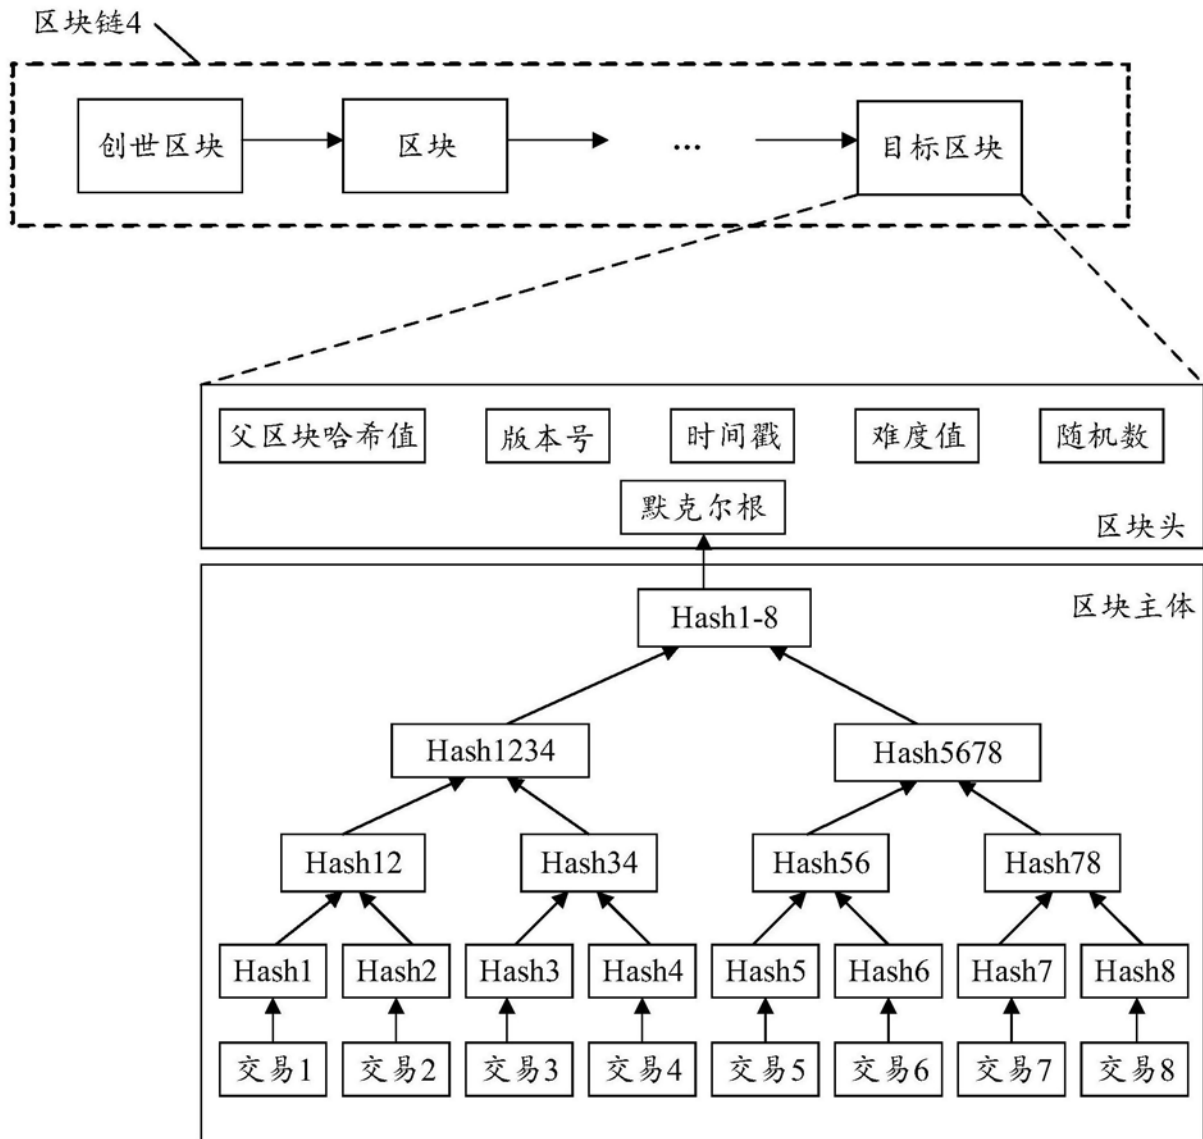 区块链4
创世区块 区块 ... 目标区块
父区块哈希值 版本号 时间戳 难度值 随机数
默克尔根
区块头
Hash1-8
区块主体
Hash1234 Hash5678
Hash12 Hash34 Hash56 Hash78
Hash1 Hash2 Hash3 Hash4 Hash5 Hash6 Hash7 Hash8
交易1 交易2 交易3 交易4 交易5 交易6 交易7 交易8